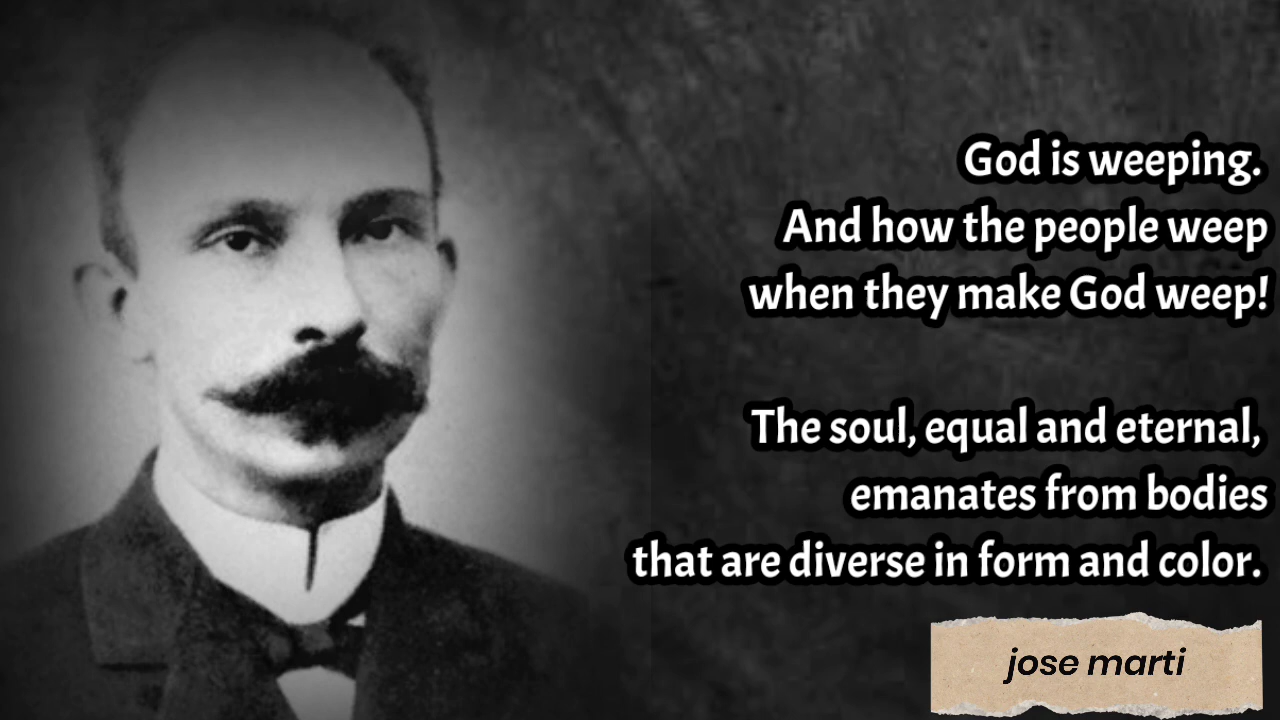 God is weeping.
And how the people weep
when they make God weep!
The soul, equal and eternal,
emanates from bodies
that are diverse in form and color.
jose marti